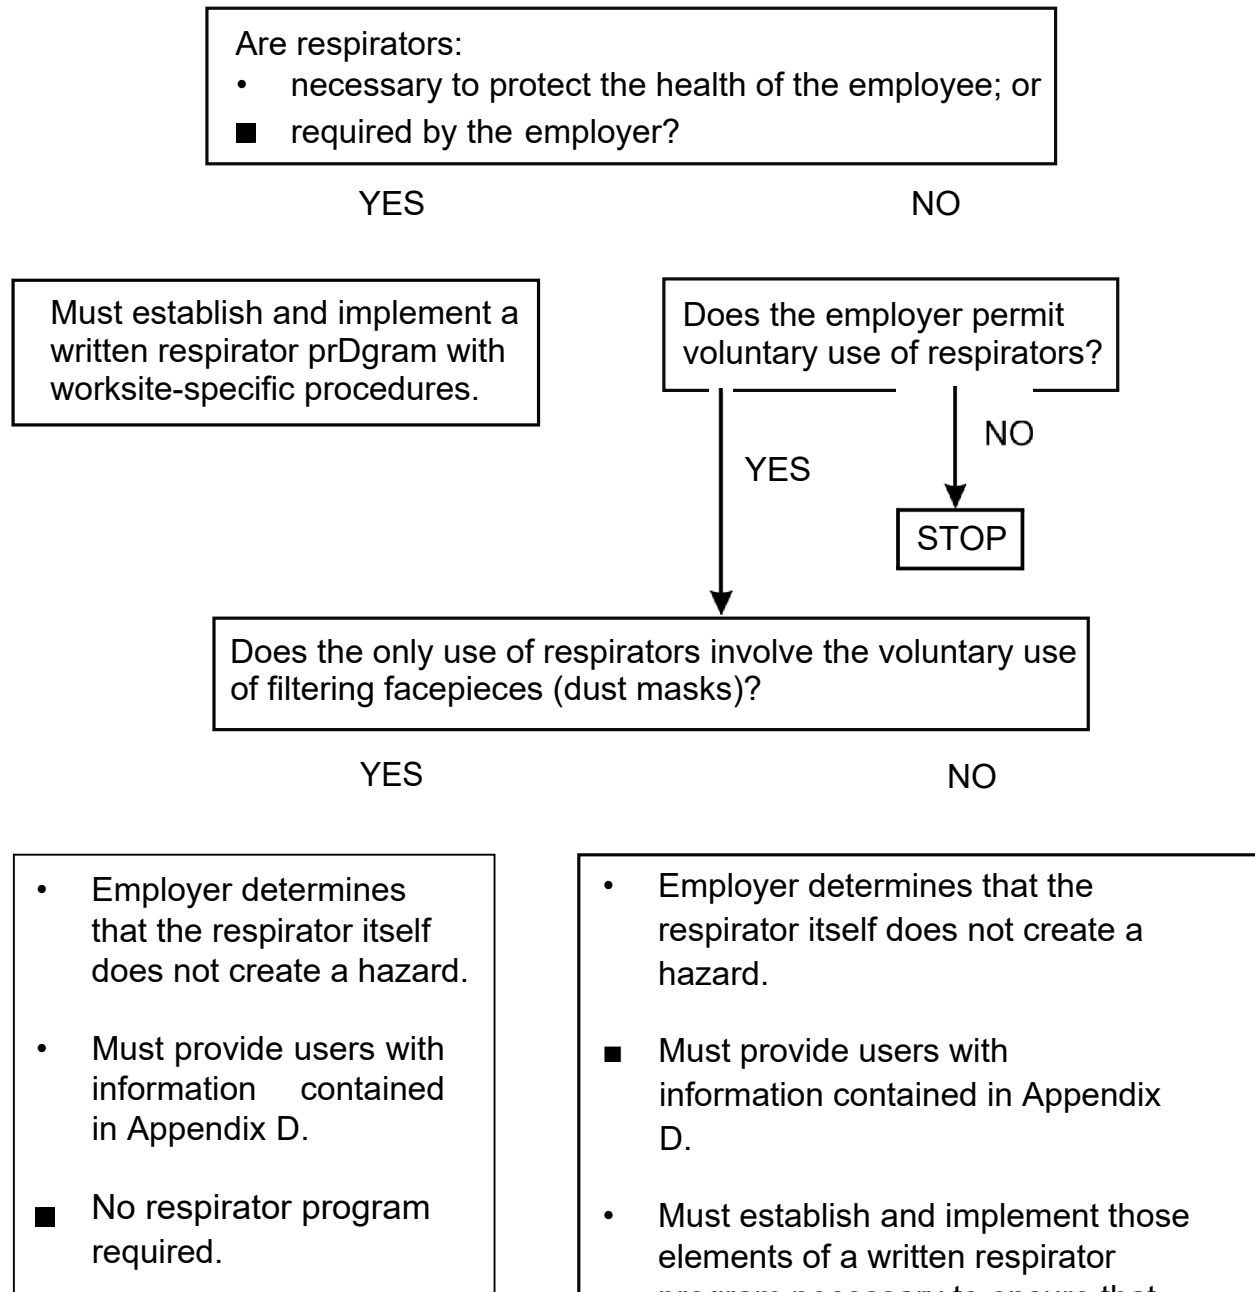 Are respirators:
• necessary to protect the health of the employee; or
■ required by the employer?
YES
NO
Must establish and implement a
written respirator prDgram with
worksite-specific procedures.
Does the employer permit
voluntary use of respirators?
NO
YES
STOP
Does the only use of respirators involve the voluntary use
of filtering facepieces (dust masks)?
YES
NO
• Employer determines
that the respirator itself
does not create a hazard.
• Must provide users with
information contained
in Appendix D.
■ No respirator program
required.
• Employer determines that the
respirator itself does not create a
hazard.
■ Must provide users with
information contained in Appendix
D.
• Must establish and implement those
elements of a written respirator
program necessary to ensure that